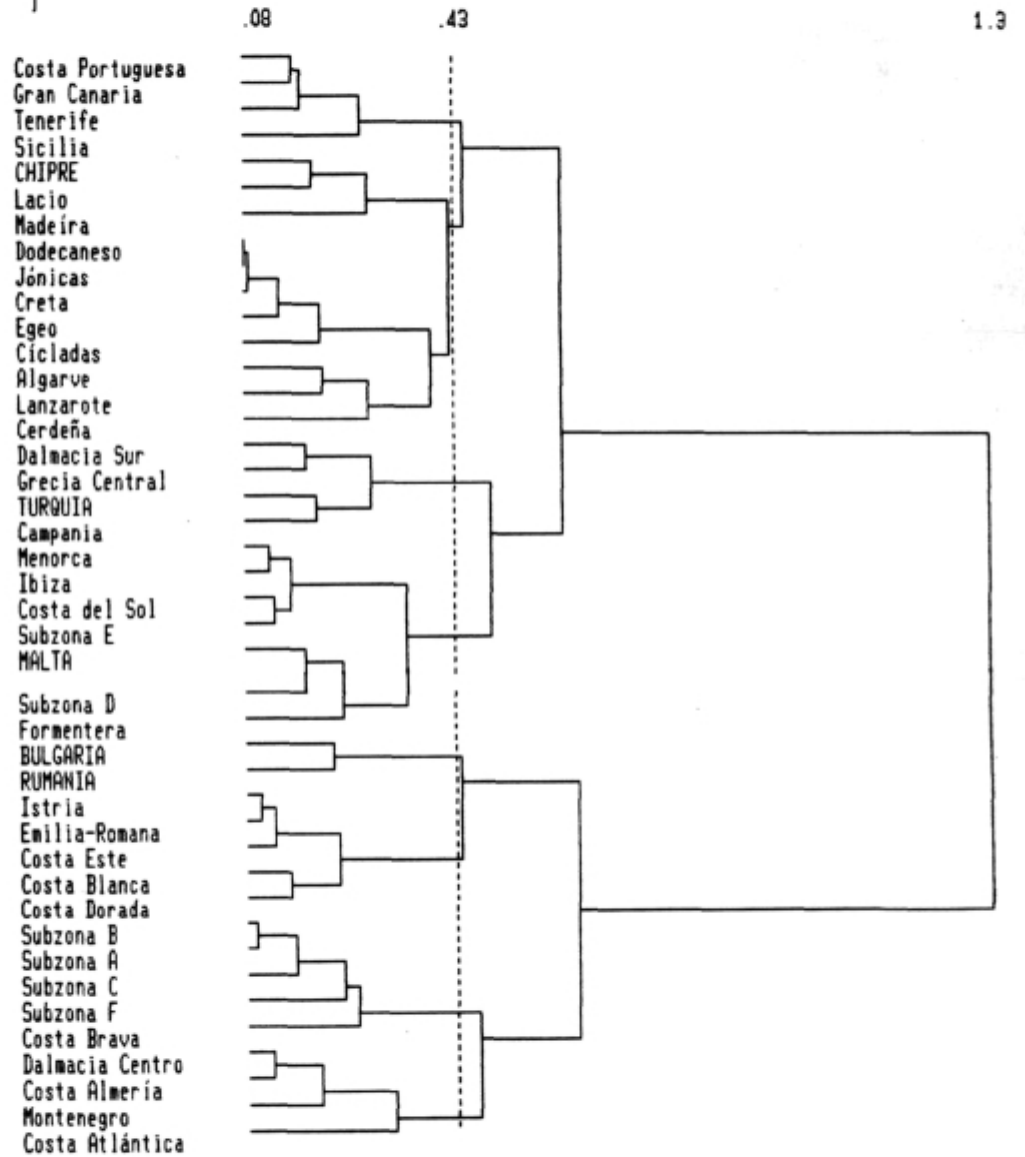 .08 .43 1.3
Costa Portuguesa
Gran Canaria
Tenerife
Sicilia
CHIPRE
Lacio
Madeíra
Dodecaneso
Jónicas
Creta
Egeo
Cícladas
Algarve
Lanzarote
Cerdeña
Dalmacia Sur
Grecia Central
TURQUIA
Campania
Menorca
Ibiza
Costa del Sol
Subzona E
MALTA
Subzona D
Formentera
BULGARIA
RUMANIA
Istria
Emilia-Romana
Costa Este
Costa Blanca
Costa Dorada
Subzona B
Subzona A
Subzona C
Subzona F
Costa Brava
Dalmacia Centro
Costa Almería
Montenegro
Costa Atlántica